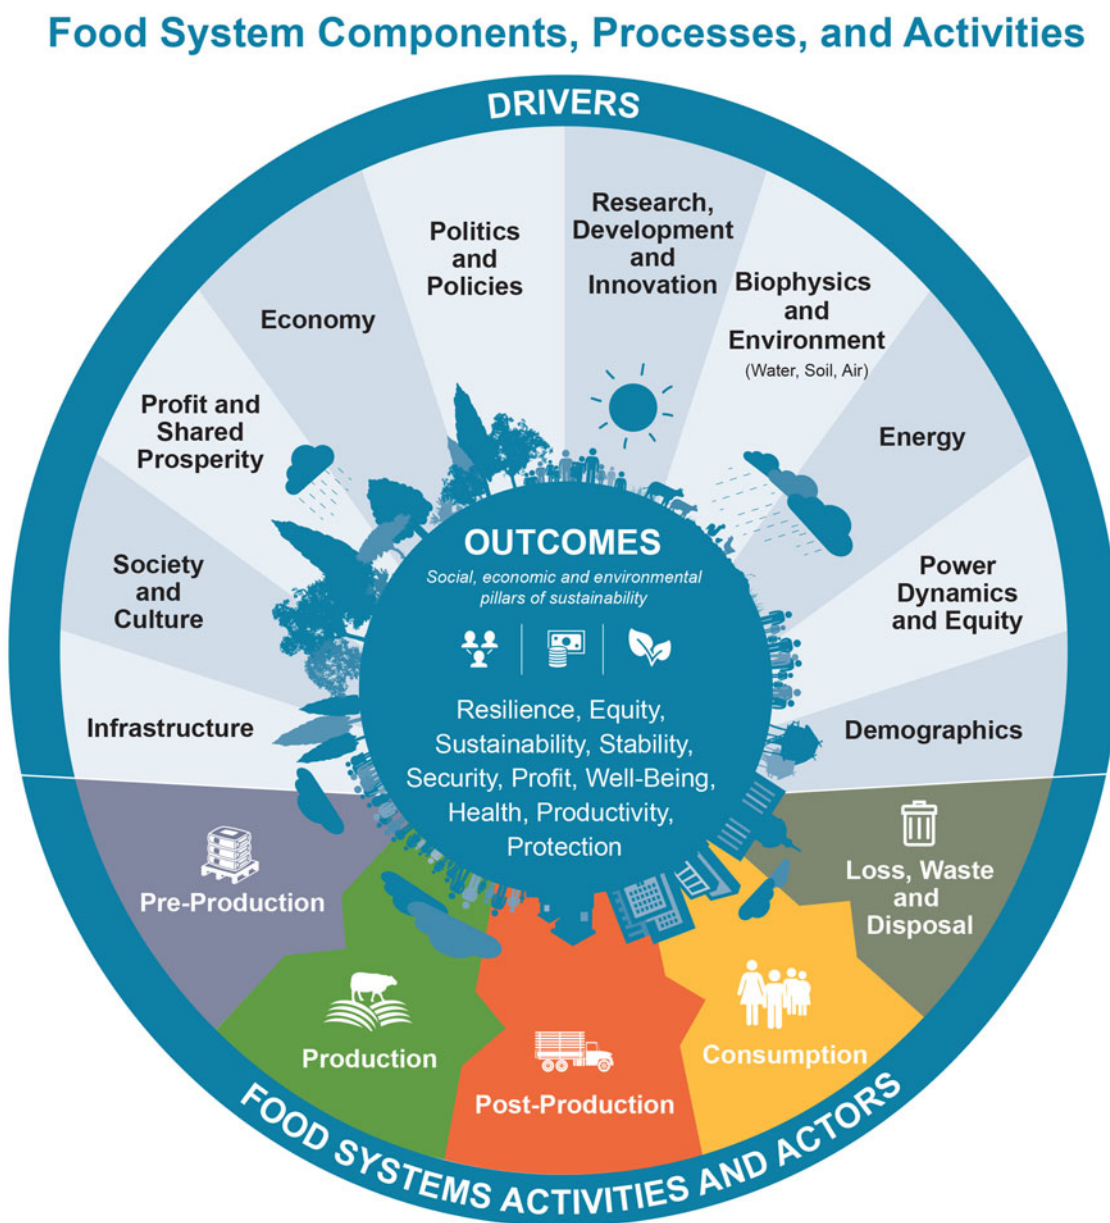 Food System Components, Processes, and Activities
DRIVERS
Infrastructure
Society
and
Culture
Profit and
Shared
Prosperity
Economy
Politics
and
Policies
Research,
Development
and
Innovation
Biophysics
and
Environment
(Water, Soil, Air)
Energy
Power
Dynamics
and Equity
Demographics
OUTCOMES
Social, economic and environmental
pillars of sustainability
Resilience, Equity,
Sustainability, Stability,
Security, Profit, Well-Being,
Health, Productivity,
Protection
Pre-Production
Production
Post-Production
Consumption
Loss, Waste
and
Disposal
FOOD SYSTEMS ACTIVITIES AND ACTORS